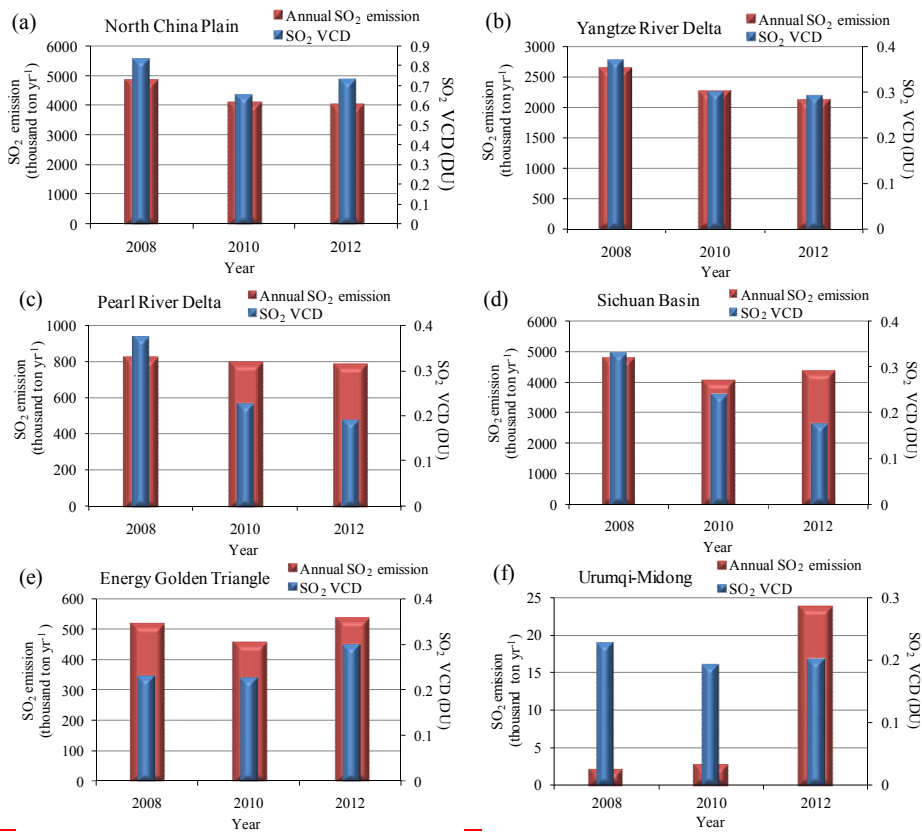 (a)
North China Plain
Annual SO₂ emission
SO₂ VCD
SO₂ emission
(thousand ton yr⁻¹)
6000
5000
4000
3000
2000
1000
0
0.9
0.8
0.7
0.6
0.5
0.4
0.3
0.2
0.1
0
SO₂ VCD (DU)
2008 2010 2012
Year
(b)
Yangtze River Delta
Annual SO₂ emission
SO₂ VCD
SO₂ emission
(thousand ton yr⁻¹)
3000
2500
2000
1500
1000
500
0
0.4
0.3
0.2
0.1
0
SO₂ VCD (DU)
2008 2010 2012
Year
(c)
Pearl River Delta
Annual SO₂ emission
SO₂ VCD
SO₂ emission
(thousand ton yr⁻¹)
1000
800
600
400
200
0
0.4
0.3
0.2
0.1
0
SO₂ VCD (DU)
2008 2010 2012
Year
(d)
Sichuan Basin
Annual SO₂ emission
SO₂ VCD
SO₂ emission
(thousand ton yr⁻¹)
6000
5000
4000
3000
2000
1000
0
0.4
0.3
0.2
0.1
0
SO₂ VCD (DU)
2008 2010 2012
Year
(e)
Energy Golden Triangle
Annual SO₂ emission
SO₂ VCD
SO₂ emission
(thousand ton yr⁻¹)
600
500
400
300
200
100
0
0.4
0.3
0.2
0.1
0
SO₂ VCD (DU)
2008 2010 2012
Year
(f)
Urumqi-Midong
Annual SO₂ emission
SO₂ VCD
SO₂ emission
(thousand ton yr⁻¹)
25
20
15
10
5
0
0.3
0.2
0.1
0
SO₂ VCD (DU)
2008 2010 2012
Year